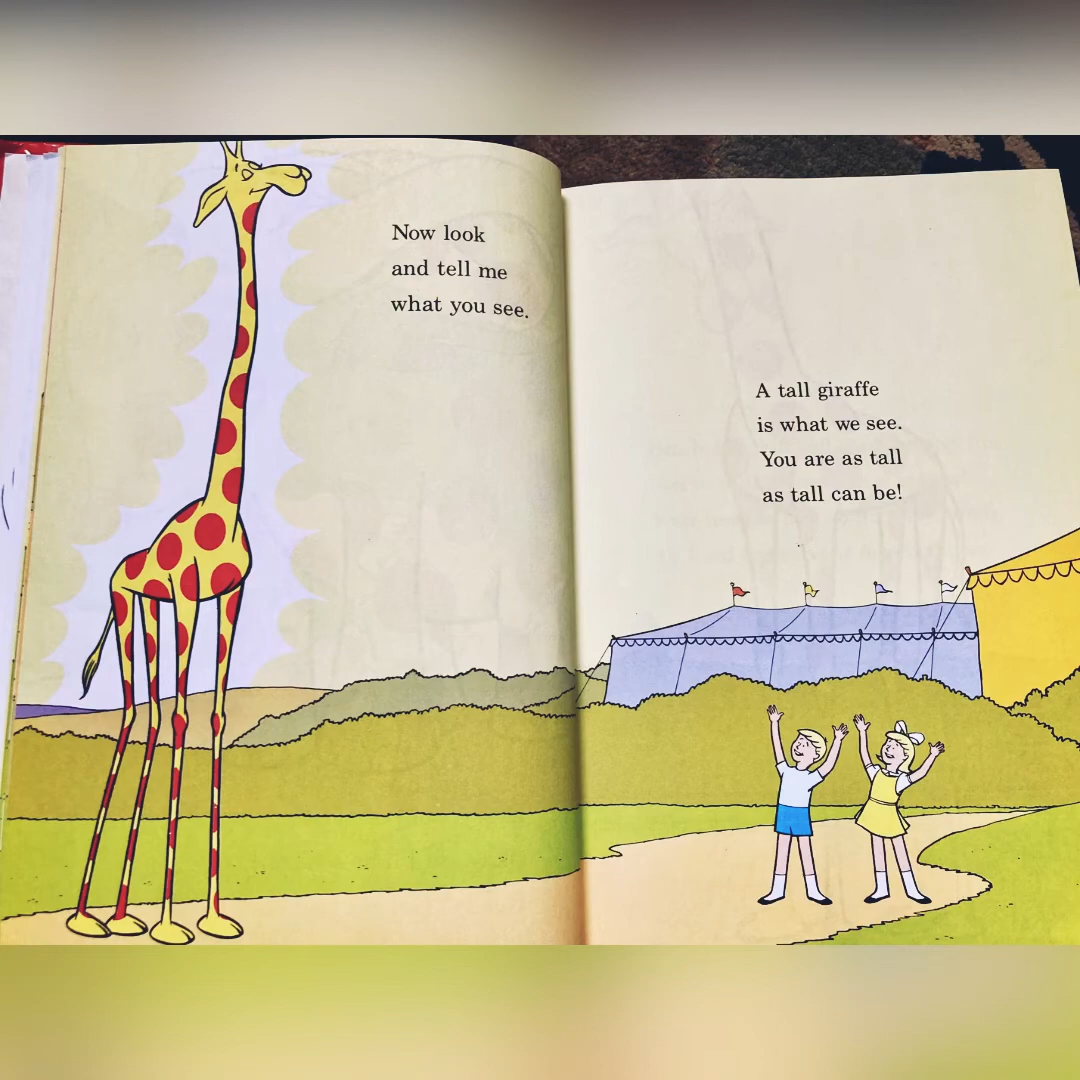 Now look
and tell me
what you see.
A tall giraffe
is what we see.
You are as tall
as tall can be!